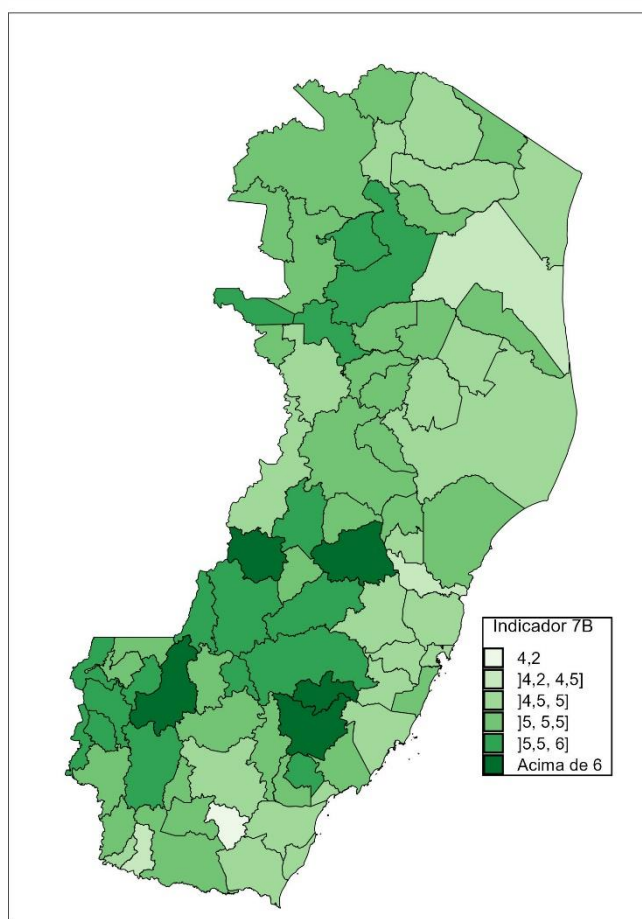 Indicador 7B
4,2
]4,2, 4,5]
]4,5, 5]
]5, 5,5]
]5,5, 6]
Acima de 6